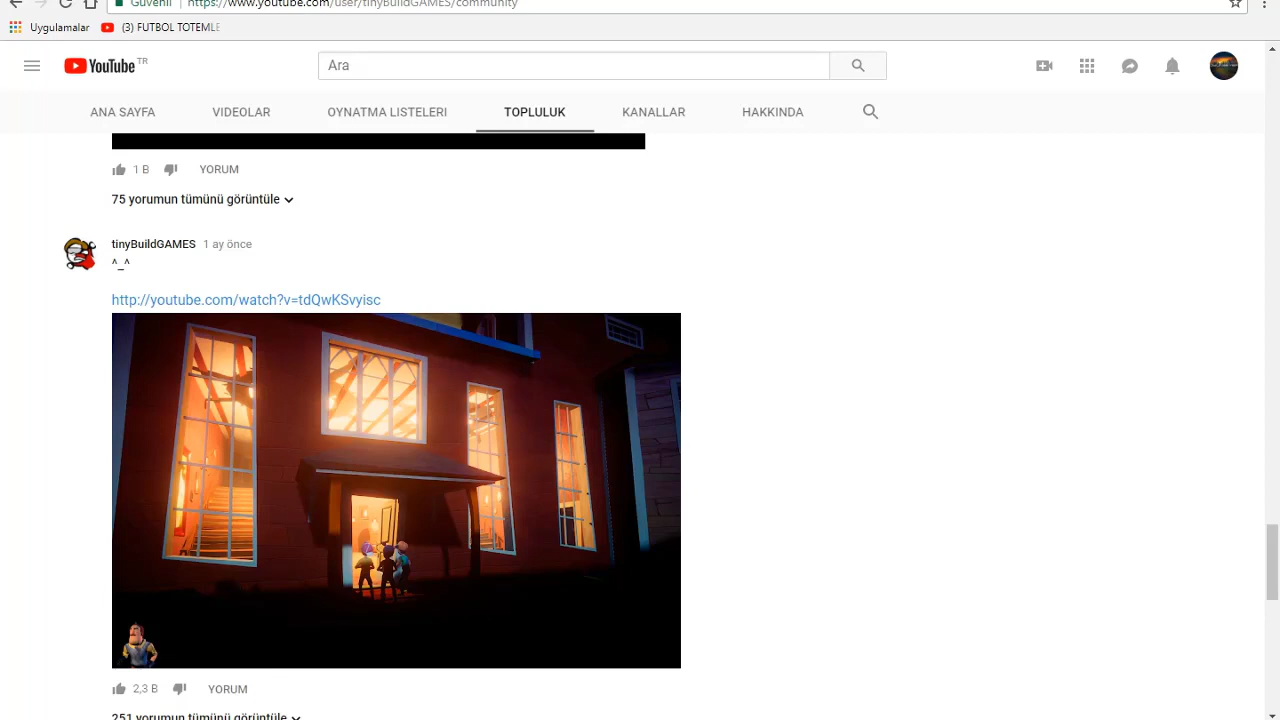 Güvenli
https://www.youtube.com/user/tinyBuildGAMES/community
Uygulamalar
(3) FUTBOL TOTEMLE
YouTube TR
Ara
ANA SAYFA
VIDEOLAR
OYNATMA LISTELERI
TOPLULUK
KANALLAR
HAKKINDA
1 B
YORUM
75 yorumun tümünü görüntüle
tinyBuildGAMES 1 ay önce
^_^
http://youtube.com/watch?v=tdQwKSvyisc
2,3 B
YORUM
251 yorumun tümünü görüntüle